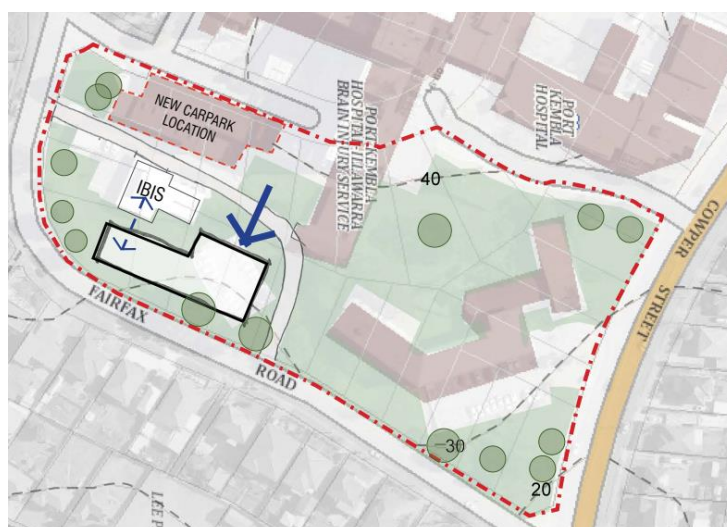 NEW CARPARK
LOCATION
PORT KEMBLA
HOSPITAL - ILLAWARRA
BRAIN INJURY SERVICE
PORT
KEMBLA
HOSPITAL
IBIS
40
COWPER
STREET
FAIRFAX
ROAD
30
20